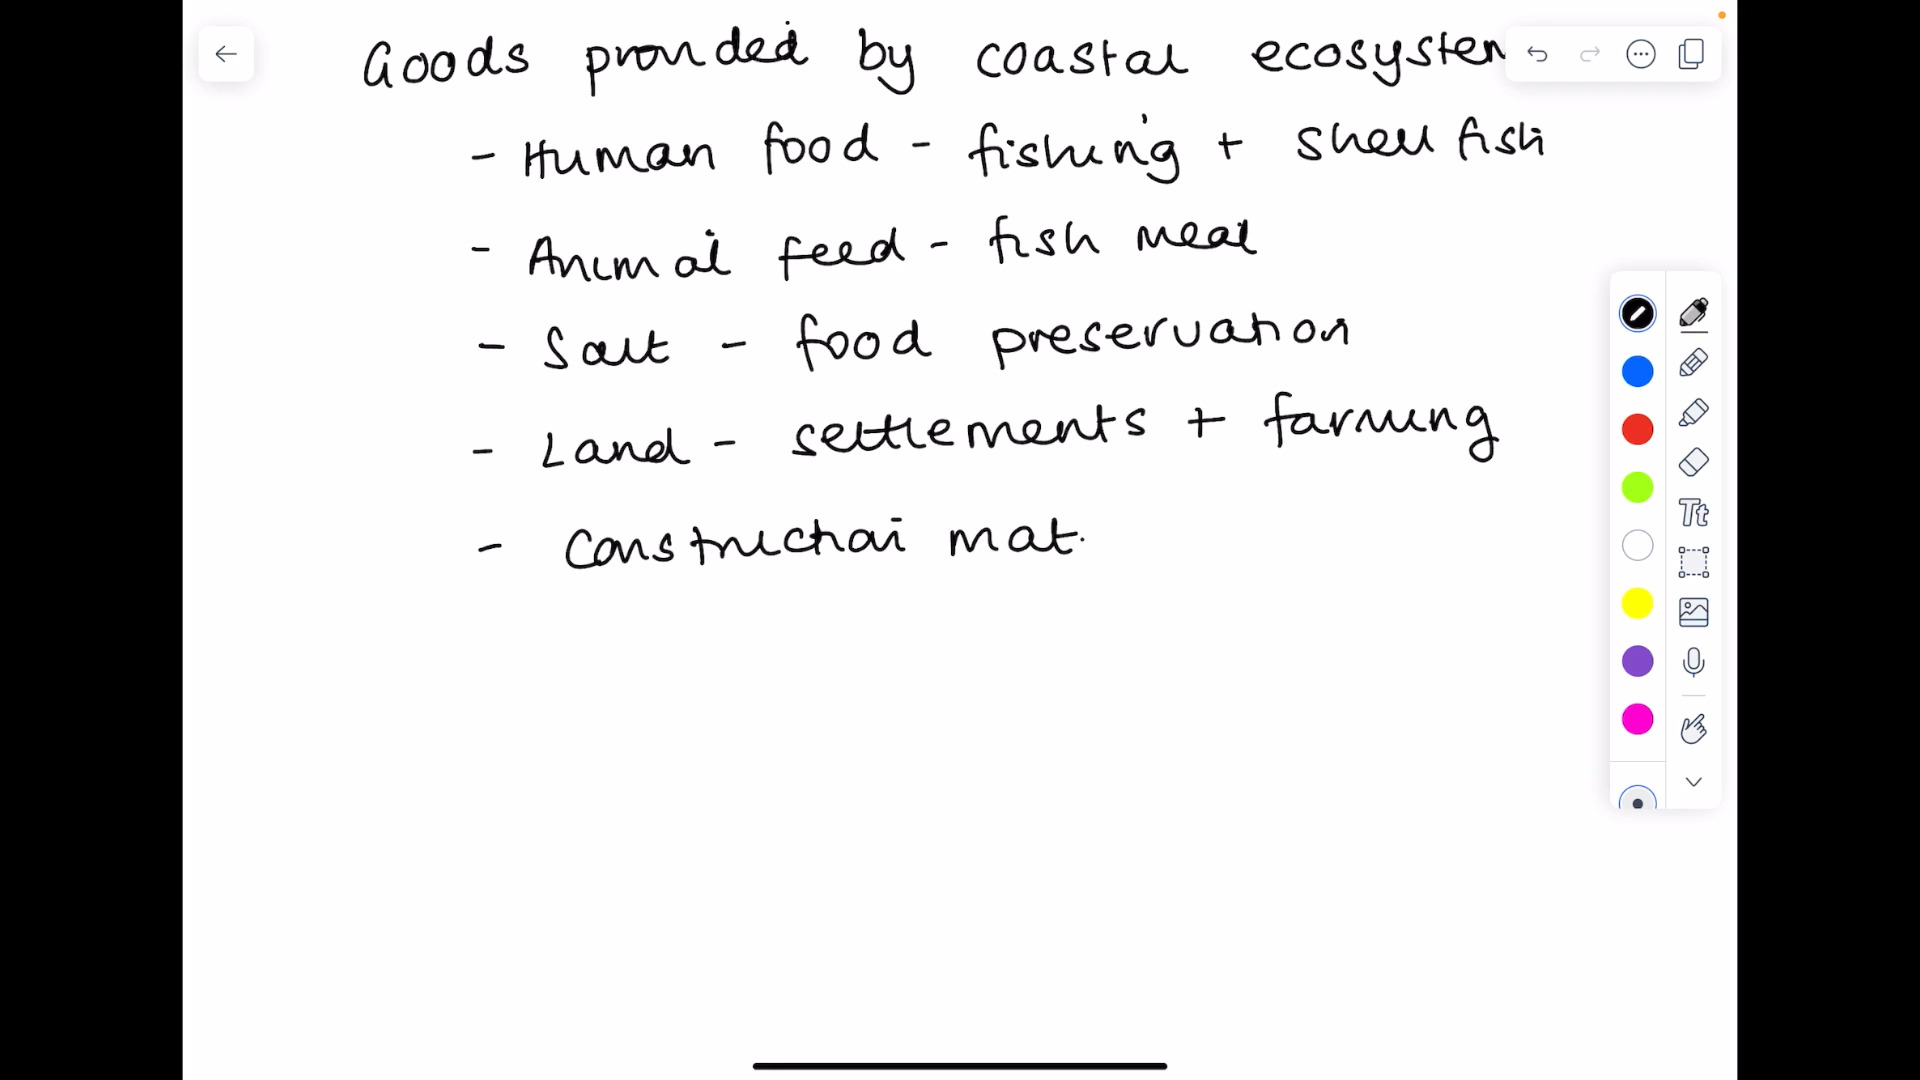 Goods provided by coastal ecosystem
- Human food - fishing + shell fish
- Animal feed - fish meal
- Salt - food preservation
- Land - settlements + farming
- Construction mat.
Tt